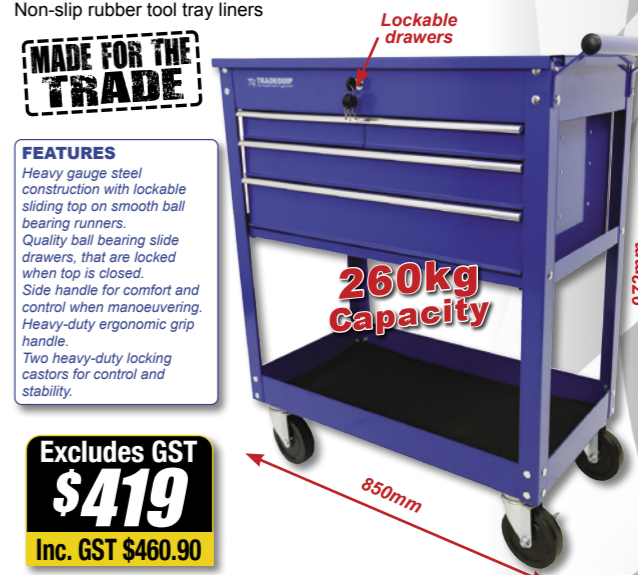 Non-slip rubber tool tray liners
Lockable
drawers
MADE FOR THE
TRADE
TRADEQUIP
FEATURES
Heavy gauge steel
construction with lockable
sliding top on smooth ball
bearing runners.
Quality ball bearing slide
drawers, that are locked
when top is closed.
Side handle for comfort and
control when manoeuvring.
Heavy-duty ergonomic grip
handle.
Two heavy-duty locking
castors for control and
stability.
260kg
Capacity
850mm
Excludes GST
$419
Inc. GST $460.90